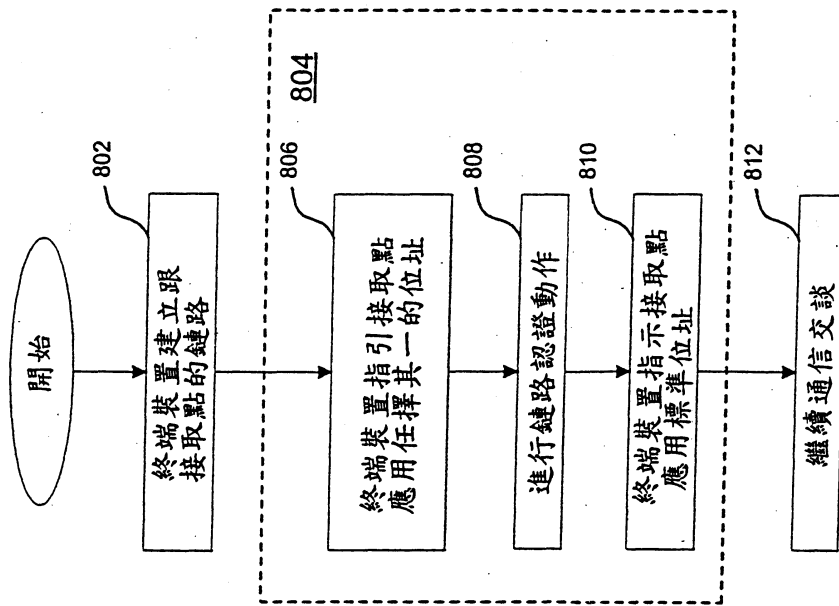 開始
802
終端裝置建立跟
接取點的鏈路
804
806
終端裝置指引接取點
應用任擇其一的位址
808
進行鏈路認證動作
810
終端裝置指示接取點
應用標準位址
812
繼續通信交談